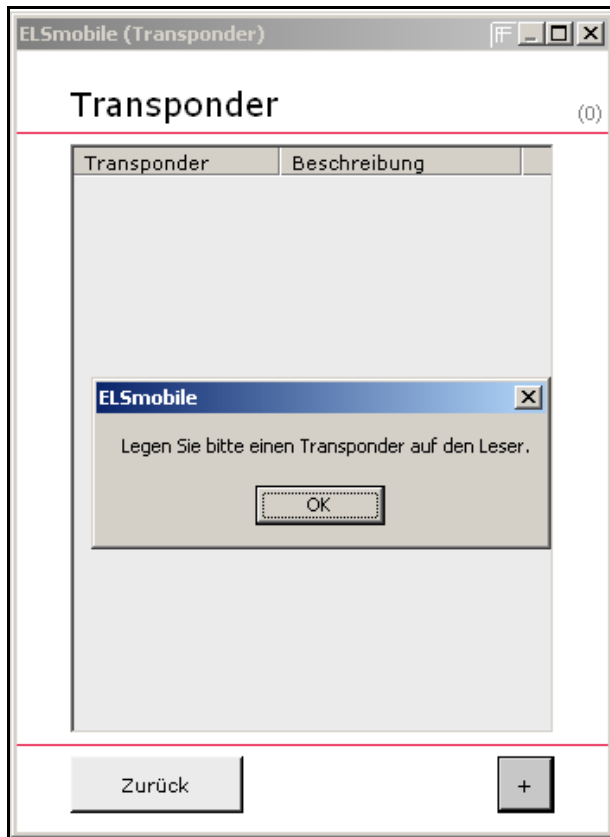 ELSmobile (Transponder)
Transponder
(0)
Transponder Beschreibung
ELSmobile
Legen Sie bitte einen Transponder auf den Leser.
OK
Zurück +